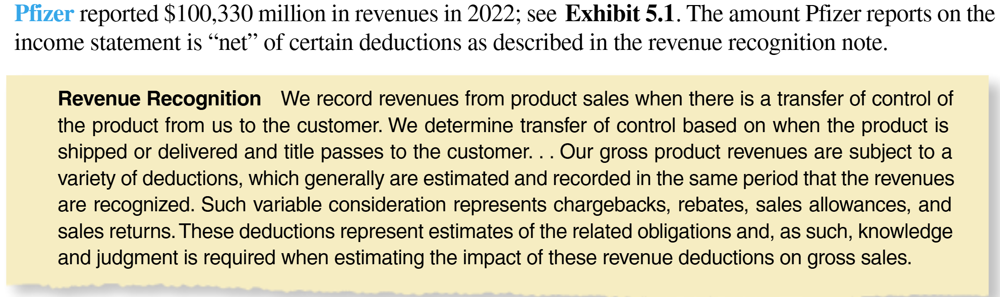 Pfizer reported $100,330 million in revenues in 2022; see Exhibit 5.1. The amount Pfizer reports on the
income statement is “net” of certain deductions as described in the revenue recognition note.
Revenue Recognition We record revenues from product sales when there is a transfer of control of
the product from us to the customer. We determine transfer of control based on when the product is
shipped or delivered and title passes to the customer. . . Our gross product revenues are subject to a
variety of deductions, which generally are estimated and recorded in the same period that the revenues
are recognized. Such variable consideration represents chargebacks, rebates, sales allowances, and
sales returns. These deductions represent estimates of the related obligations and, as such, knowledge
and judgment is required when estimating the impact of these revenue deductions on gross sales.